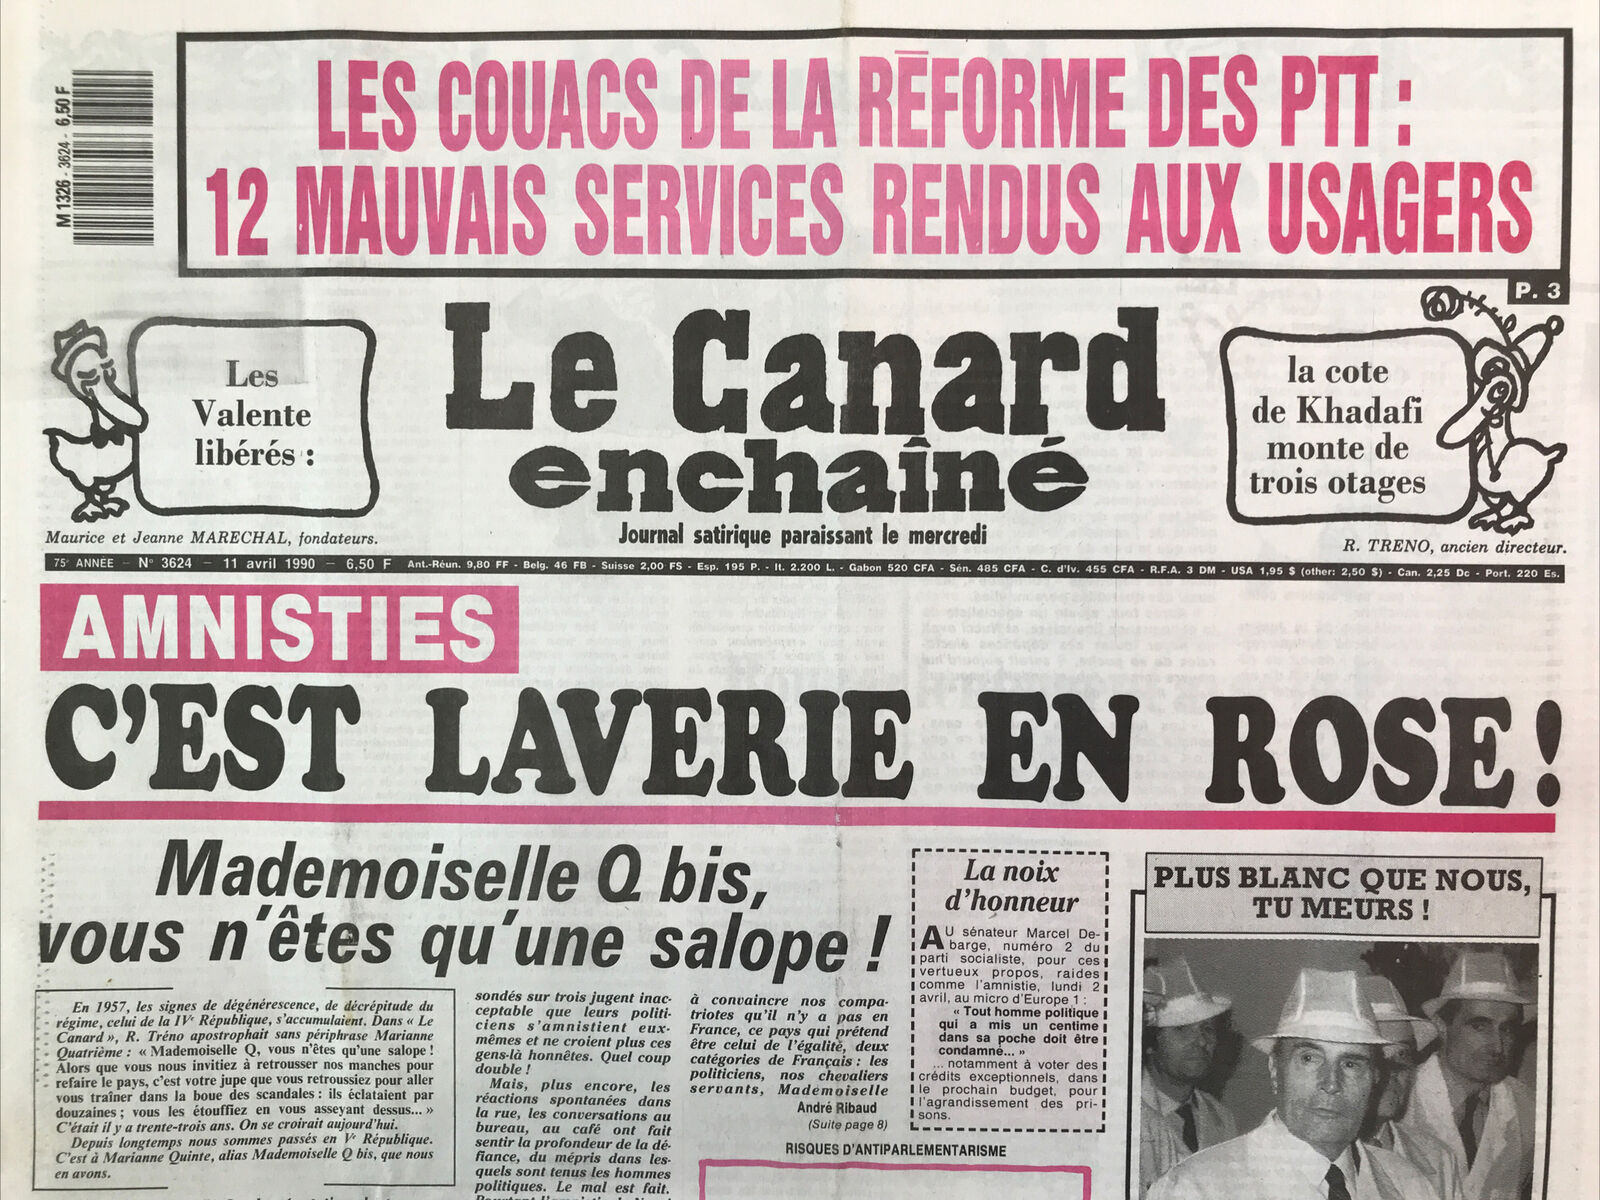 M 1326 - 3624 - 6,50 F
LES COUACS DE LA RÉFORME DES PTT :
12 MAUVAIS SERVICES RENDUS AUX USAGERS
P. 3
Les
Valente
libérés :
Le Canard
enchaîné
Journal satirique paraissant le mercredi
la cote
de Khadafi
monte de
trois otages
Maurice et Jeanne MARECHAL, fondateurs.
R. TRENO, ancien directeur.
75e ANNÉE – N° 3624 – 11 avril 1990 – 6,50 F Ant.-Réun. 9,80 FF - Belg. 46 FB - Suisse 2,00 FS - Esp. 195 P. - It. 2.200 L. - Gabon 520 CFA - Sén. 485 CFA - C. d'Iv. 455 CFA - R.F.A. 3 DM - USA 1,95 $ (other: 2,50 $) - Can. 2,25 Dc - Port. 220 Es.
AMNISTIES
C'EST LAVERIE EN ROSE !
Mademoiselle Q bis,
vous n'êtes qu'une salope !
En 1957, les signes de dégénérescence, de décrépitude du
régime, celui de la IVe République, s'accumulaient. Dans « Le
Canard », R. Tréno apostrophait sans périphrase Marianne
Quatrième : « Mademoiselle Q, vous n'êtes qu'une salope !
Alors que vous nous invitiez à retrousser nos manches pour
refaire le pays, c'est votre jupe que vous retroussiez pour aller
vous traîner dans la boue des scandales : ils éclataient par
douzaines ; vous les étouffiez en vous asseyant dessus... »
C'était il y a trente-trois ans. On se croirait aujourd'hui.
Depuis longtemps nous sommes passés en Ve République.
C'est à Marianne Quinte, alias Mademoiselle Q bis, que nous
en avons.
sondés sur trois jugent inac-
ceptable que leurs politi-
ciens s'amnistient eux-
mêmes et ne croient plus ces
gens-là honnêtes. Quel coup
double !
Mais, plus encore, les
réactions spontanées dans
la rue, les conversations au
bureau, au café ont fait
sentir la profondeur de la dé-
fiance, du mépris dans les-
quels sont tenus les hommes
politiques. Le mal est fait.
à convaincre nos compa-
triotes qu'il n'y a pas en
France, ce pays qui prétend
être celui de l'égalité, deux
catégories de Français : les
politiciens, nos chevaliers
servants, Mademoiselle
André Ribaud
(Suite page 8)
RISQUES D'ANTIPARLEMENTARISME
La noix
d'honneur
AU sénateur Marcel De-
barge, numéro 2 du
parti socialiste, pour ces
vertueux propos, raides
comme l'amnistie, lundi 2
avril, au micro d'Europe 1 :
« Tout homme politique
qui a mis un centime
dans sa poche doit être
condamné... »
... notamment à voter des
crédits exceptionnels, dans
le prochain budget, pour
l'agrandissement des pri-
sons.
PLUS BLANC QUE NOUS,
TU MEURS !